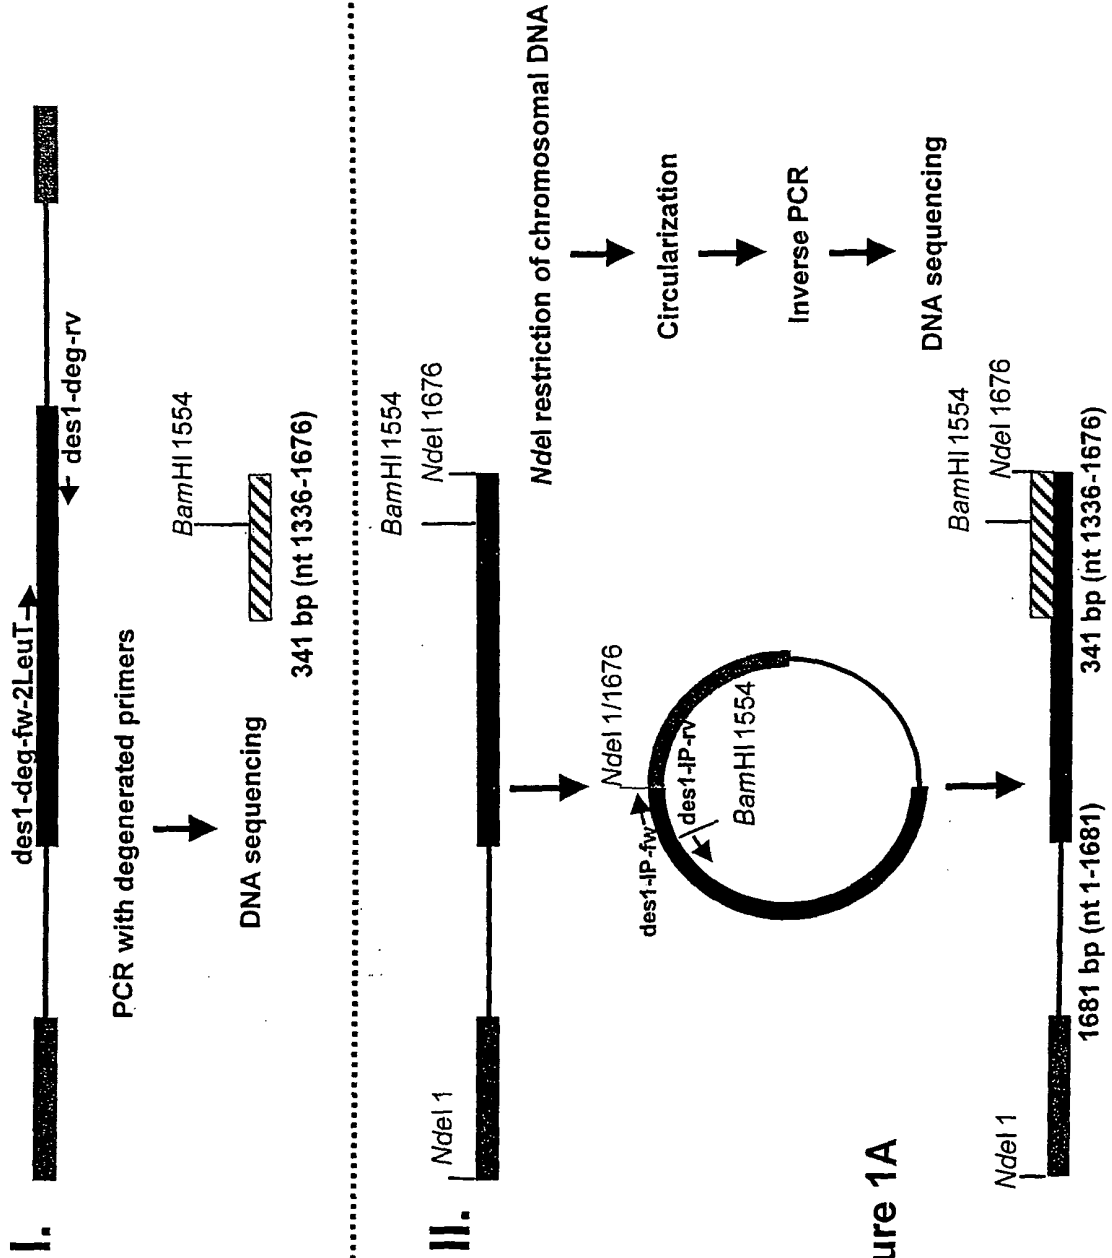 I.
des1-deg-fw-2LeuT
des1-deg-rv
PCR with degenerated primers
DNA sequencing
BamHI 1554
341 bp (nt 1336-1676)
II.
NdeI 1
BamHI 1554
NdeI 1676
NdeI restriction of chromosomal DNA
Circularization
Inverse PCR
DNA sequencing
NdeI 1/1676
des1-IP-fw
des1-IP-rv
BamHI 1554
NdeI 1
BamHI 1554
NdeI 1676
1681 bp (nt 1-1681)
341 bp (nt 1336-1676)
ure 1A